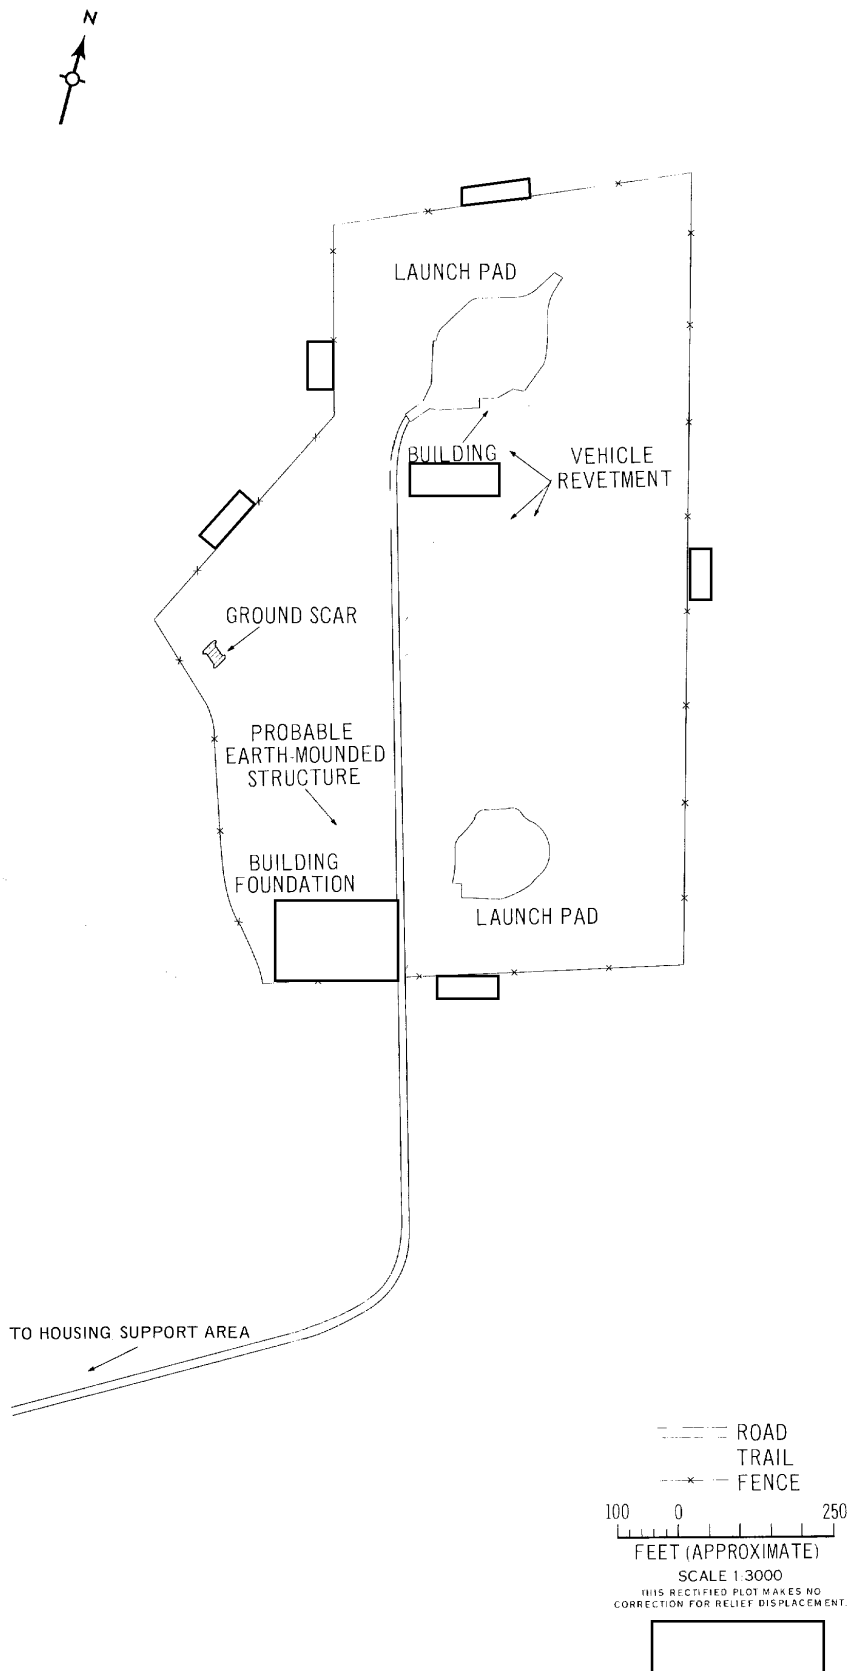 N
LAUNCH PAD
BUILDING
VEHICLE
REVETMENT
GROUND SCAR
PROBABLE
EARTH-MOUNDED
STRUCTURE
BUILDING
FOUNDATION
LAUNCH PAD
TO HOUSING SUPPORT AREA
ROAD
TRAIL
FENCE
100 0 250
FEET (APPROXIMATE)
SCALE 1:3000
THIS RECTIFIED PLOT MAKES NO
CORRECTION FOR RELIEF DISPLACEMENT.